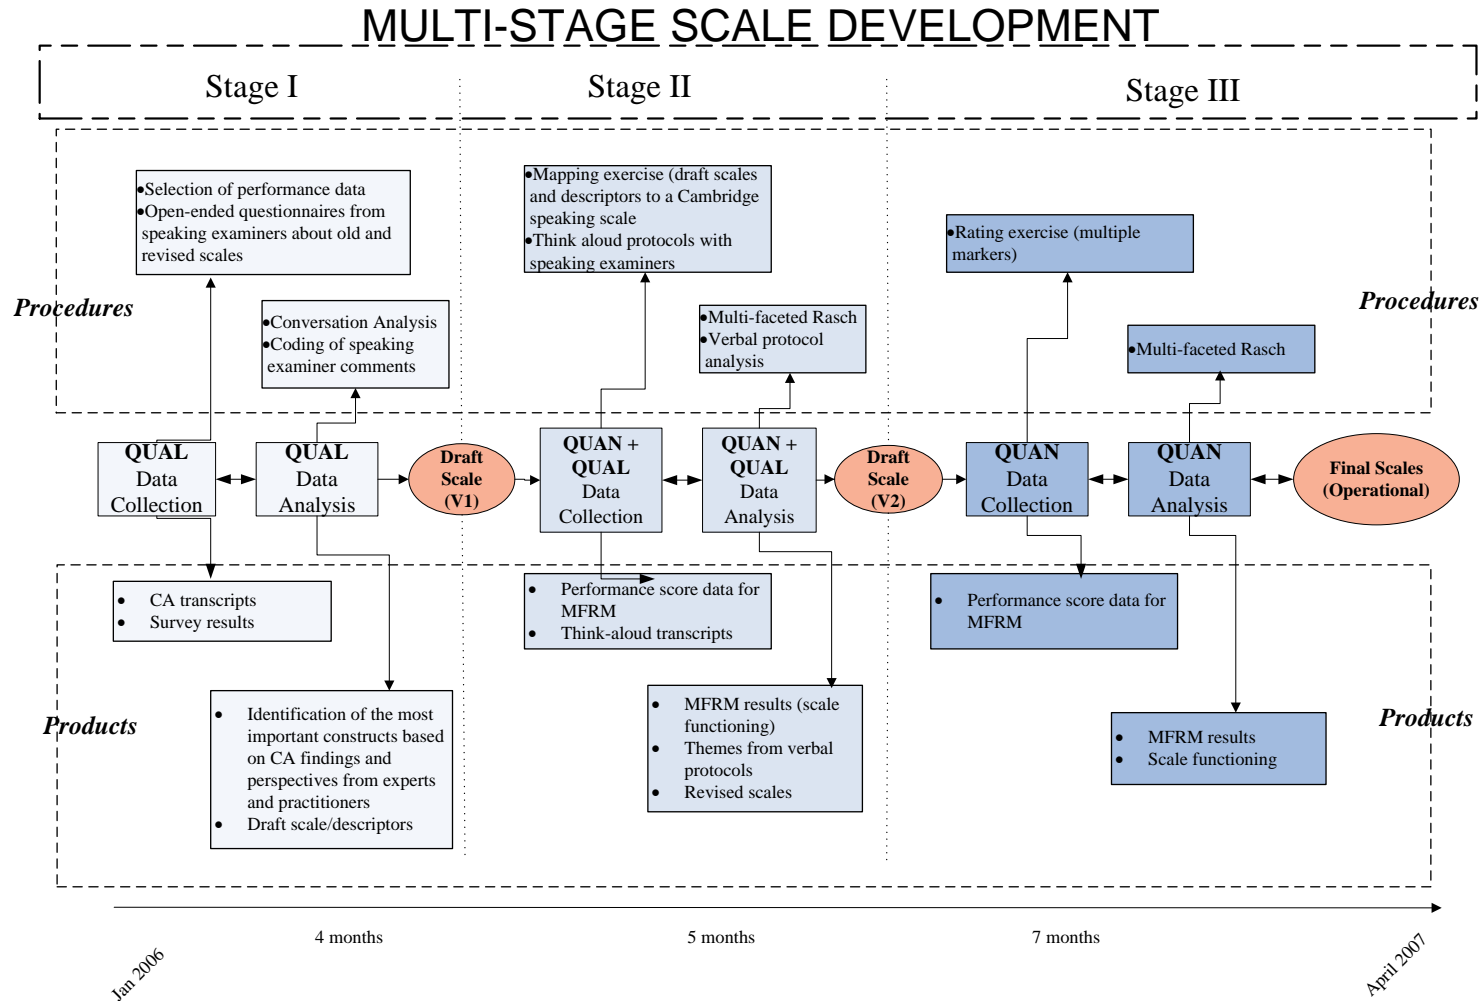 MULTI-STAGE SCALE DEVELOPMENT
Stage I
Stage II
Stage III
Procedures
•Selection of performance data
•Open-ended questionnaires from
speaking examiners about old and
revised scales
•Conversation Analysis
•Coding of speaking
examiner comments
•Mapping exercise (draft scales
and descriptors to a Cambridge
speaking scale
•Think aloud protocols with
speaking examiners
•Multi-faceted Rasch
•Verbal protocol
analysis
•Rating exercise (multiple
markers)
•Multi-faceted Rasch
Procedures
QUAL
Data
Collection
QUAL
Data
Analysis
Draft
Scale
(V1)
QUAN +
QUAL
Data
Collection
QUAN +
QUAL
Data
Analysis
Draft
Scale
(V2)
QUAN
Data
Collection
QUAN
Data
Analysis
Final Scales
(Operational)
Products
• CA transcripts
• Survey results
• Identification of the most
important constructs based
on CA findings and
perspectives from experts
and practitioners
• Draft scale/descriptors
• Performance score data for
MFRM
• Think-aloud transcripts
• MFRM results (scale
functioning)
• Themes from verbal
protocols
• Revised scales
• Performance score data for
MFRM
• MFRM results
• Scale functioning
Products
4 months
5 months
7 months
Jan 2006
April 2007